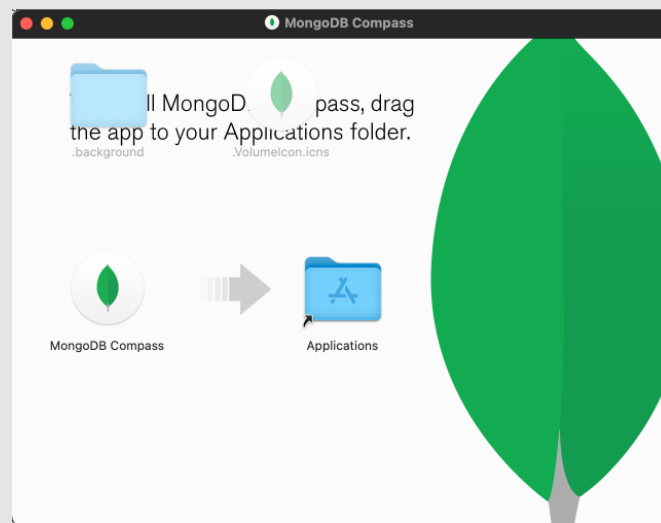 MongoDB Compass
ll MongoD pass, drag
the app to your Applications folder.
.background
.VolumeIcon.icns
MongoDB Compass
Applications